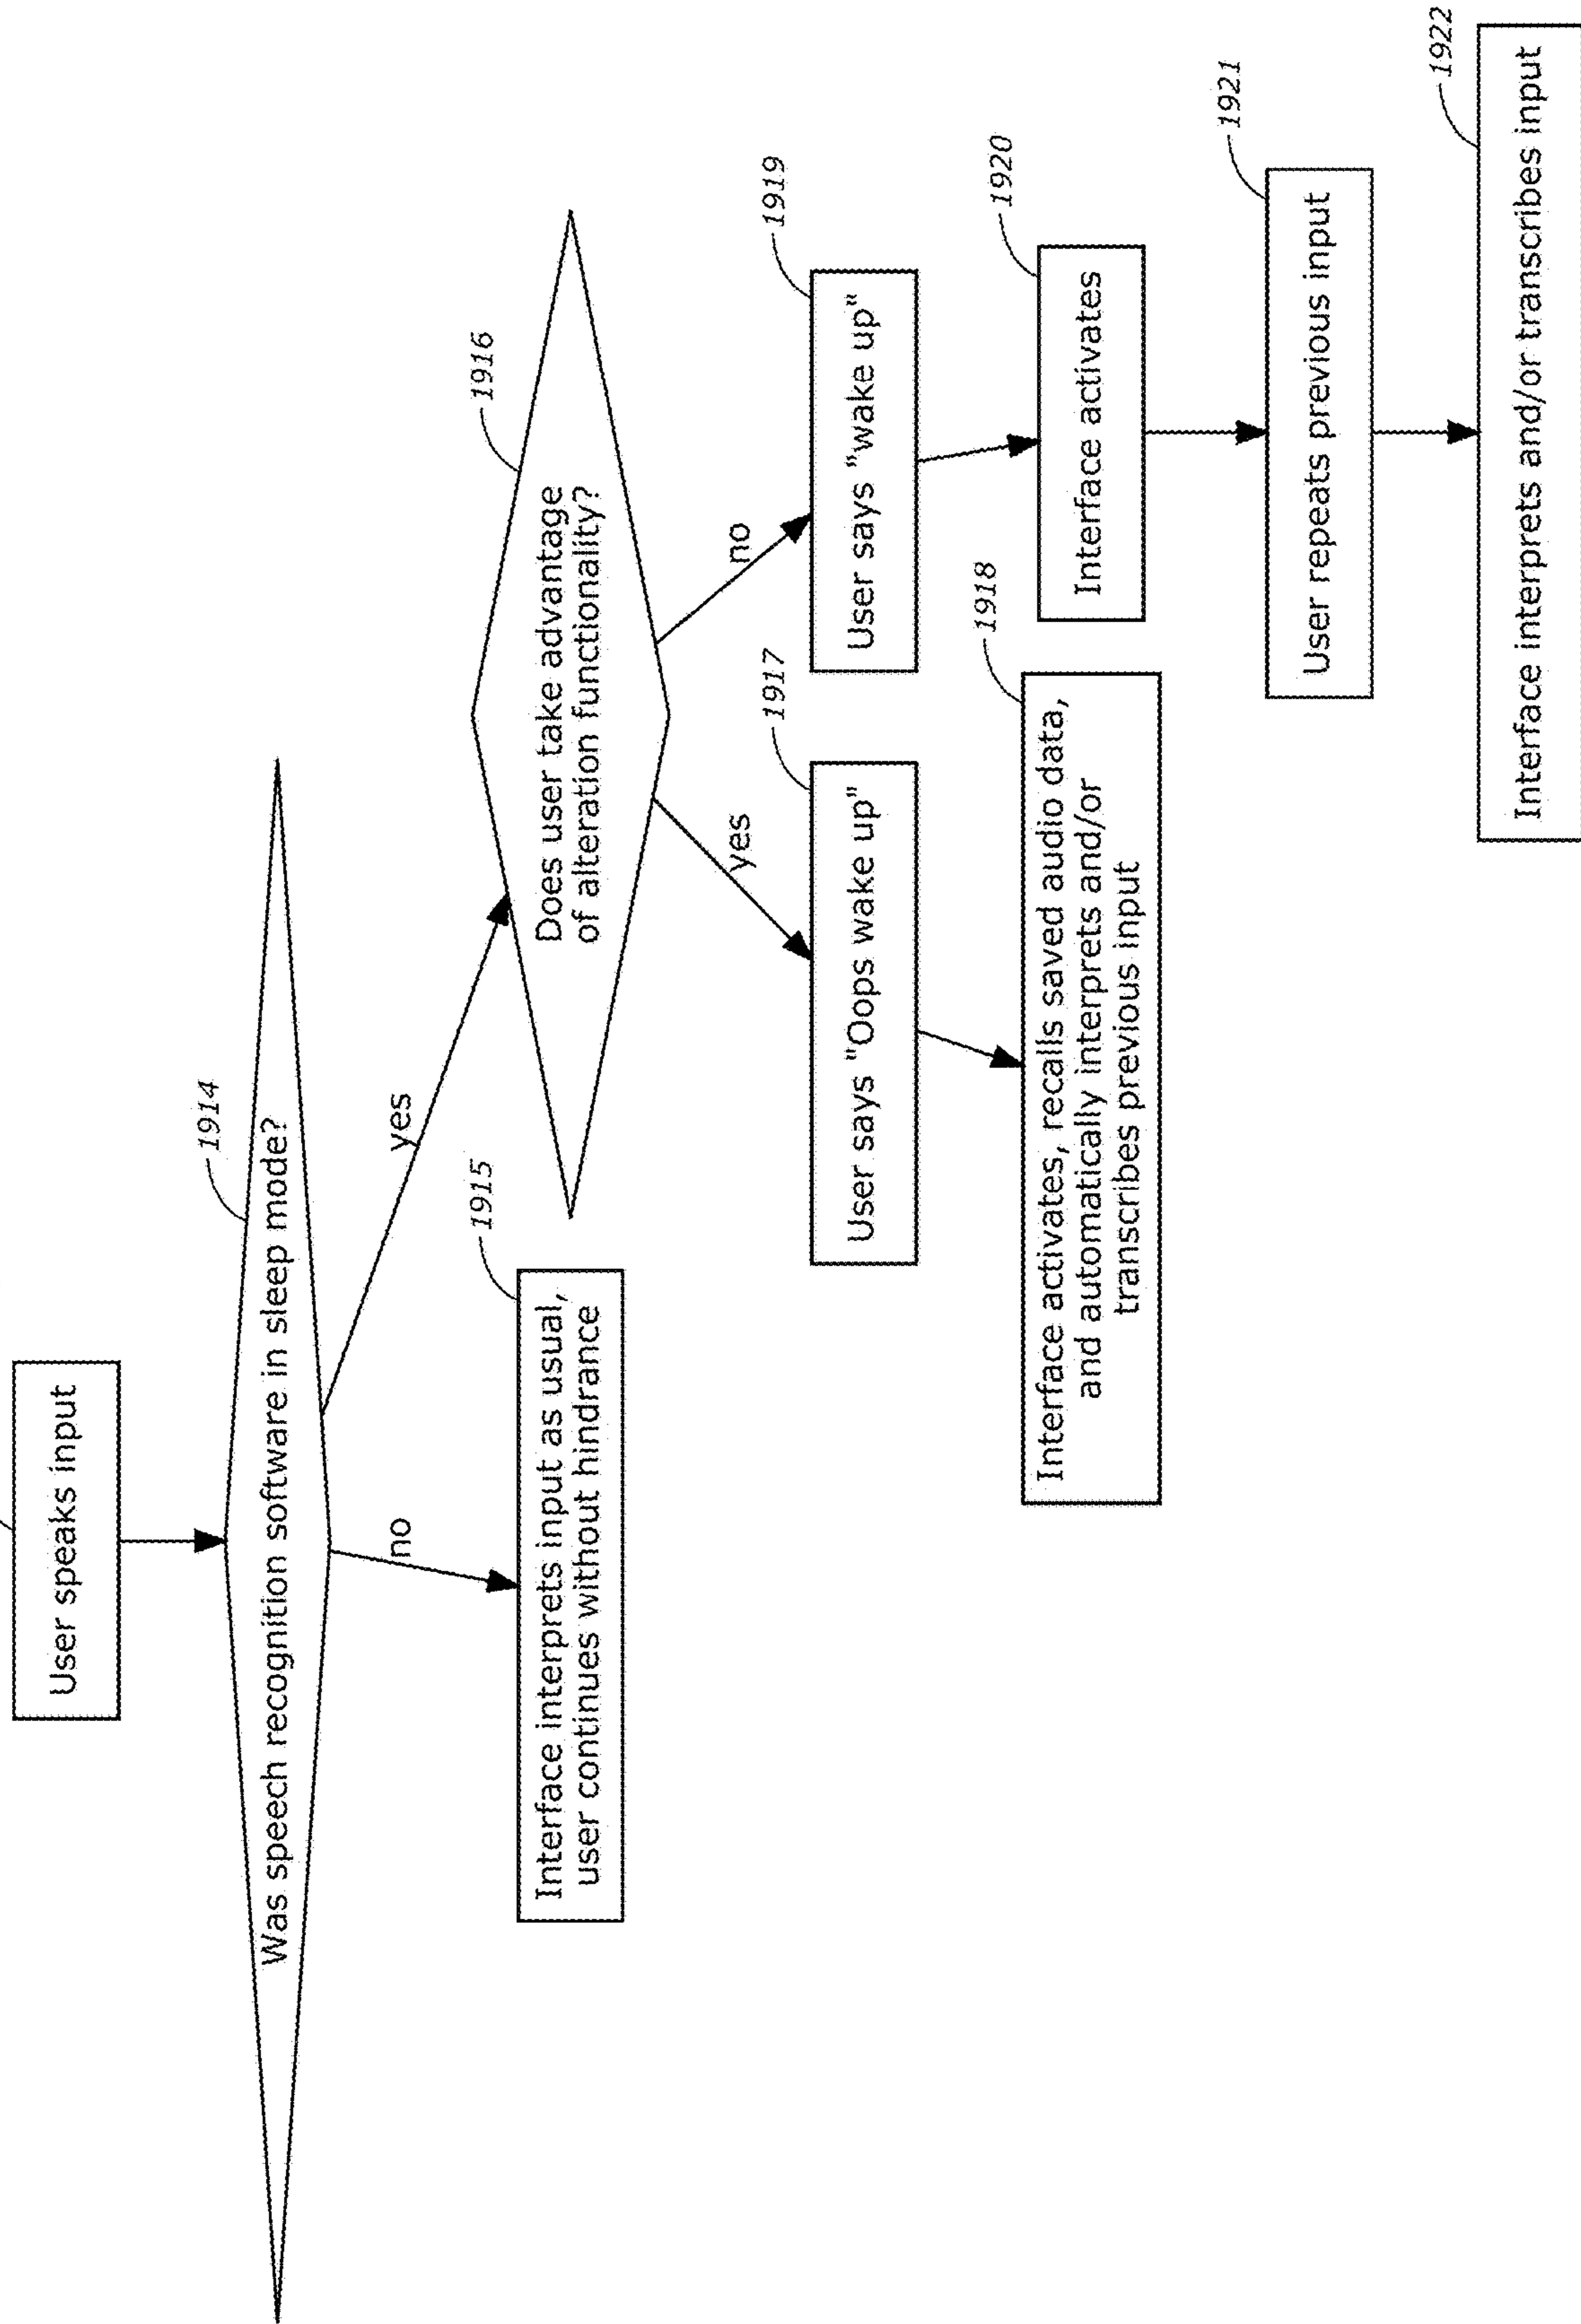 User speaks input
1914
Was speech recognition software in sleep mode?
no
yes
1915
Interface interprets input as usual,
user continues without hindrance
1916
Does user take advantage
of alteration functionality?
yes
no
1917
User says "Oops wake up"
1918
Interface activates, recalls saved audio data,
and automatically interprets and/or
transcribes previous input
1919
User says "wake up"
1920
Interface activates
1921
User repeats previous input
1922
Interface interprets and/or transcribes input